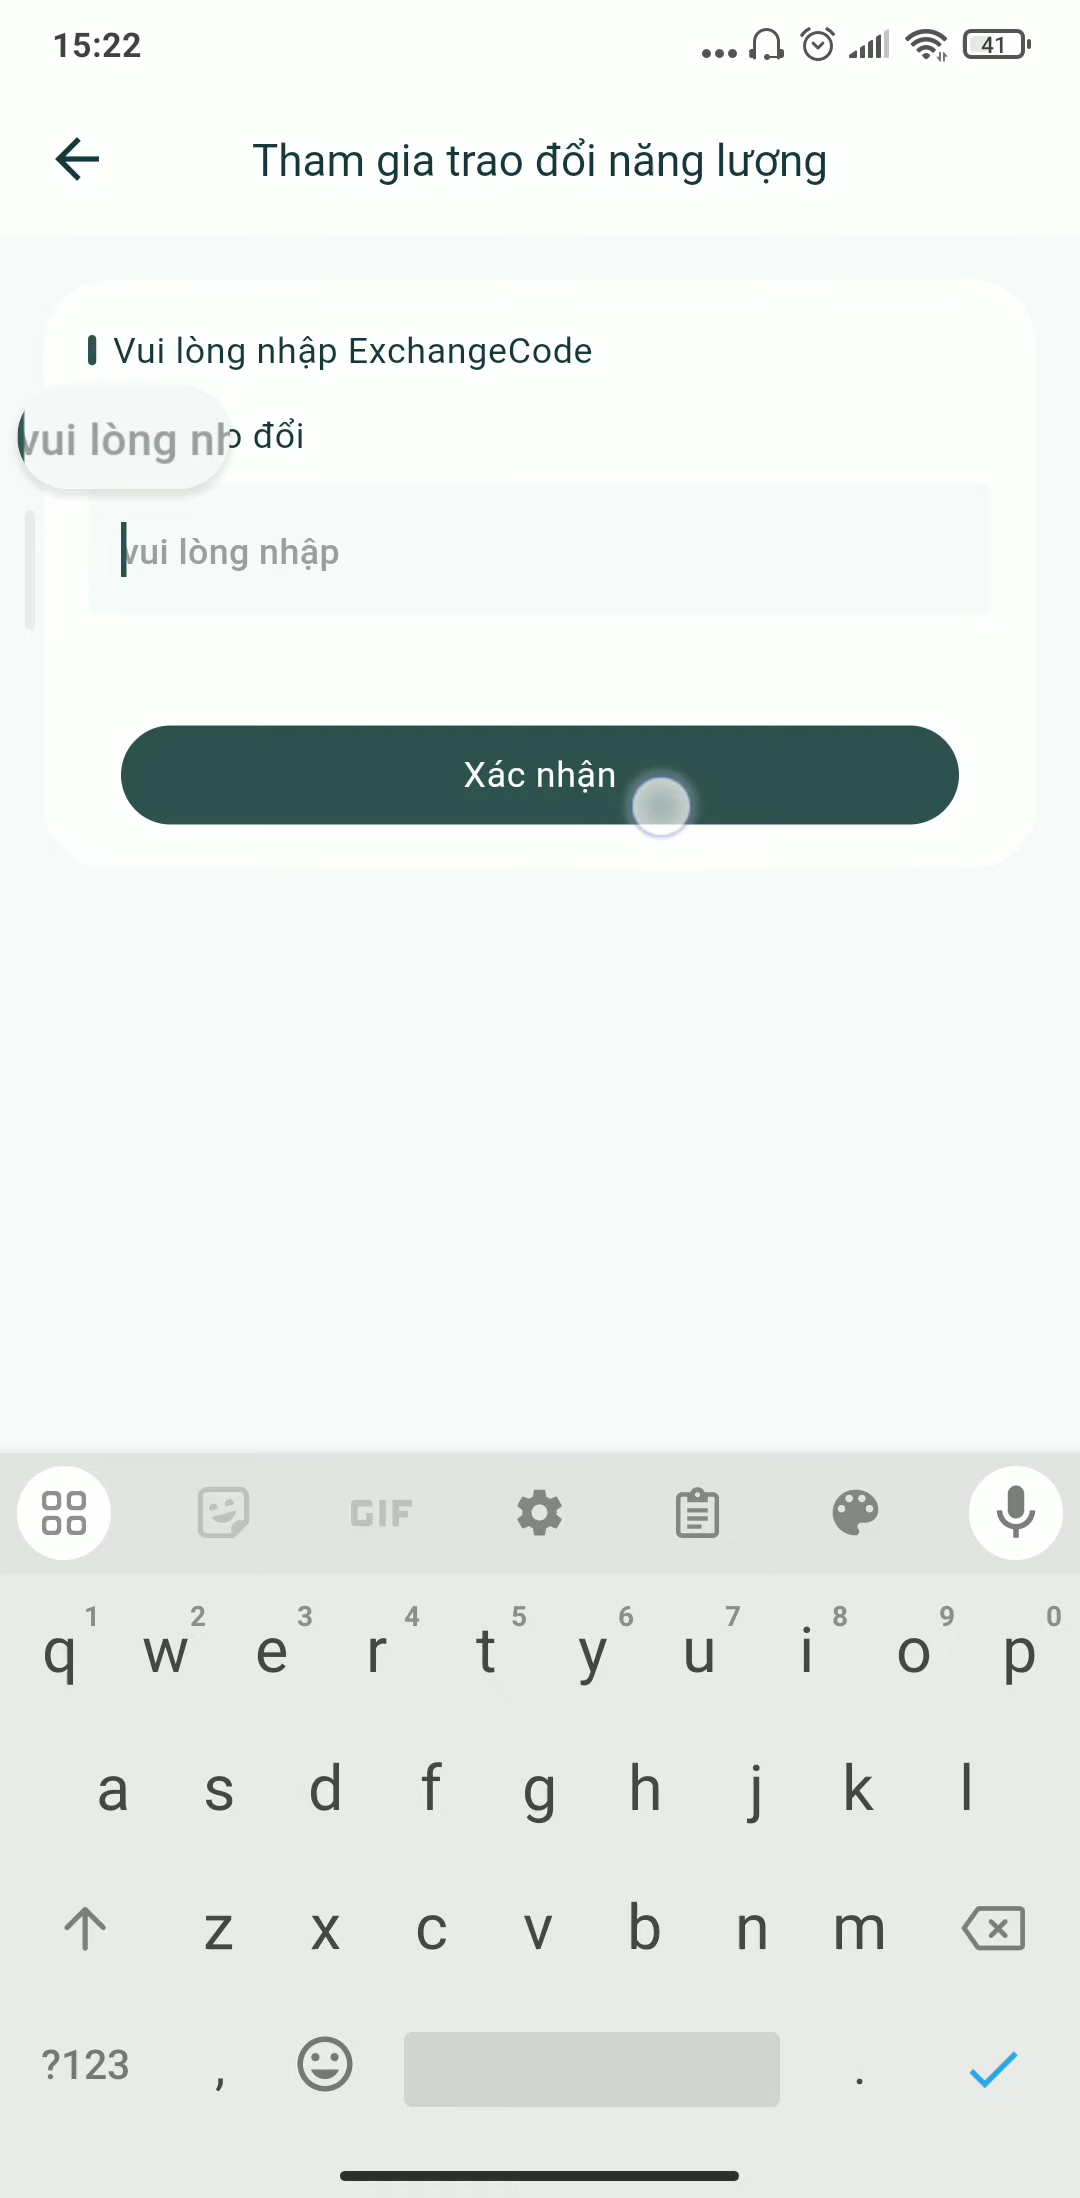 15:22
41
Tham gia trao đổi năng lượng
Vui lòng nhập ExchangeCode
đổi
vui lòng nh
vui lòng nhập
Xác nhận
GIF
1 2 3 4 5 6 7 8 9 0
q w e r t y u i o p
a s d f g h j k l
z x c v b n m
?123 , .